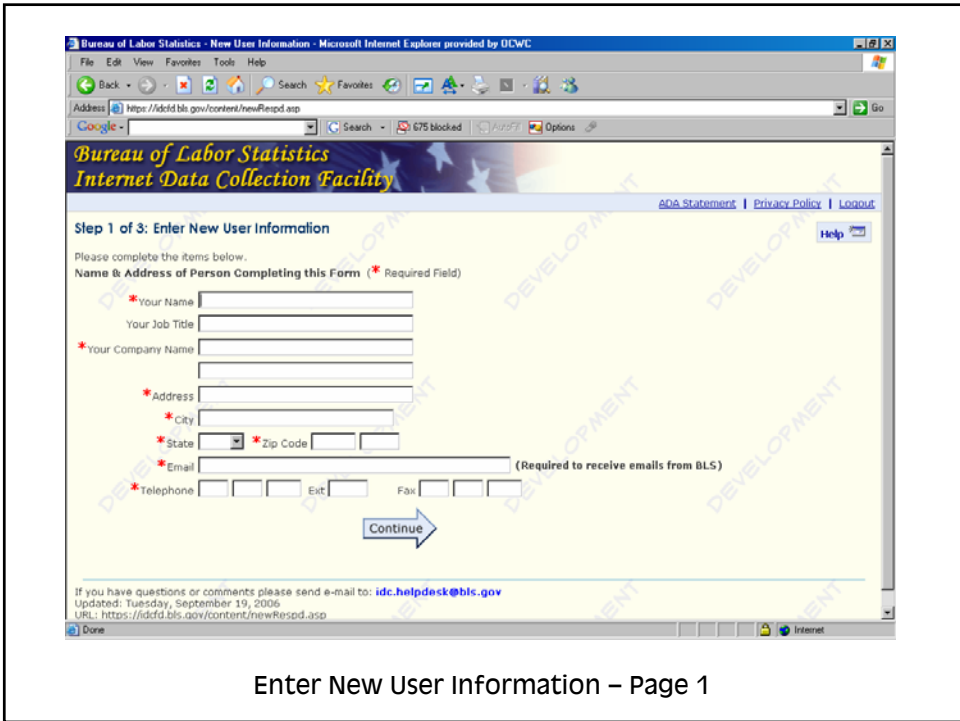 Bureau of Labor Statistics - New User Information - Microsoft Internet Explorer provided by OCWC
File Edit View Favorites Tools Help
Back Search Favorites
Address https://idcfd.bls.gov/content/newRespd.asp Go
Google - Search 675 blocked AutoFill Options
Bureau of Labor Statistics
Internet Data Collection Facility
ADA Statement | Privacy Policy | Logout
Step 1 of 3: Enter New User Information
Help
Please complete the items below.
Name & Address of Person Completing this Form (* Required Field)
*Your Name
Your Job Title
*Your Company Name
*Address
*City
*State *Zip Code
*Email (Required to receive emails from BLS)
*Telephone Ext Fax
Continue
If you have questions or comments please send e-mail to: idc.helpdesk@bls.gov
Updated: Tuesday, September 19, 2006
URL: https://idcfd.bls.gov/content/newRespd.asp
Done Internet
DEVELOPMENT
Enter New User Information – Page 1